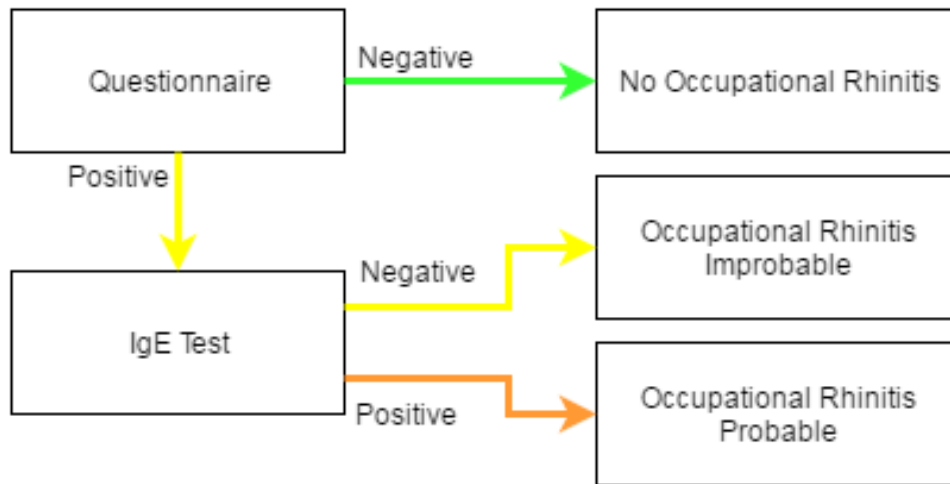 Questionnaire
Negative
No Occupational Rhinitis
Positive
IgE Test
Negative
Occupational Rhinitis
Improbable
Positive
Occupational Rhinitis
Probable